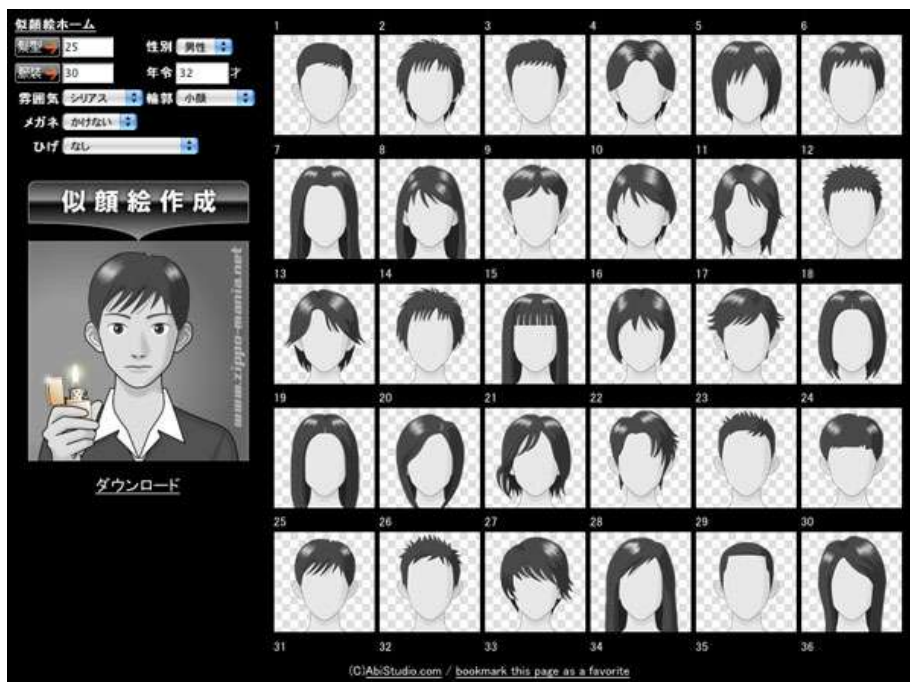 似顔絵ホーム
髪型 25 性別 男性
服装 30 年令 32 才
雰囲気 シリアス 輪郭 小顔
メガネ かけない
ひげ なし
似顔絵作成
www.zippo-mania.net
ダウンロード
1 2 3 4 5 6
7 8 9 10 11 12
13 14 15 16 17 18
19 20 21 22 23 24
25 26 27 28 29 30
31 32 33 34 35 36
(C)AbiStudio.com / bookmark this page as a favorite